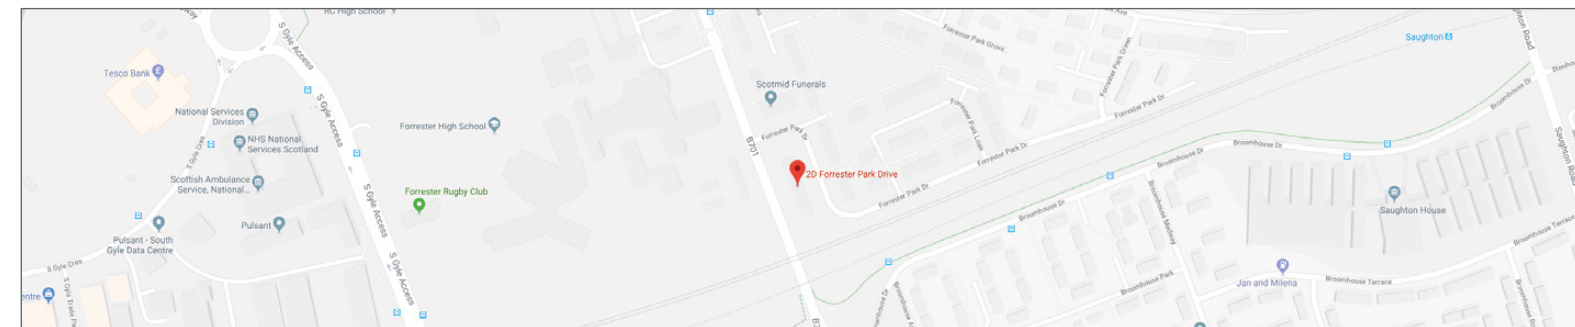 RC High School
S Gyle Access
Tesco Bank
National Services
Division
NHS National
Services Scotland
S Gyle Cres
Scottish Ambulance
Service, National...
Pulsant
Pulsant - South
Gyle Data Centre
S Gyle Cres
S Gyle Access
S Gyle Access
S Gyle Access
Forrester High School
Forrester Rugby Club
Scotmid Funerals
B701
Forrester Park Dr
2D Forrester Park Drive
Forrester Park Dr
Forrester Park Loan
Forrester Park Dr
Forrester Park Grove
Forrester Park Green
Forrester Park Dr
Saughton
Saughton Road
Broomhouse Dr
Broomhouse Dr
Broomhouse Dr
Broomhouse Dr
Broomhouse Medway
Broomhouse Park
Saughton House
Broomhouse Terrace
Broomhouse Terrace
Jan and Milena